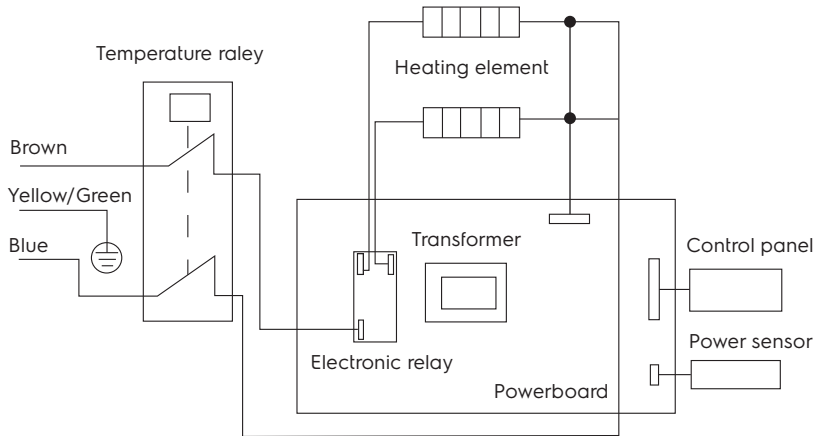 Temperature raley
Heating element
Brown
Yellow/Green
Blue
Transformer
Control panel
Electronic relay
Power sensor
Powerboard